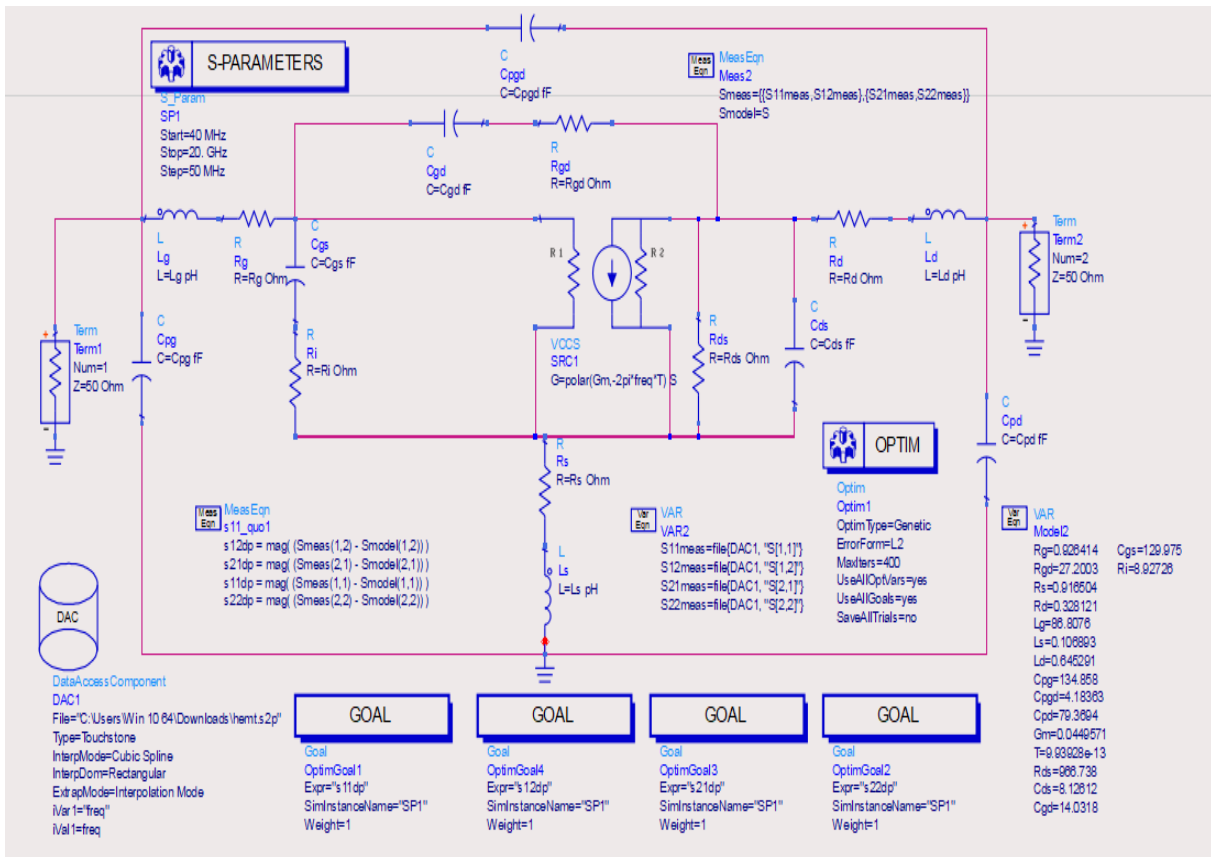 C
Cpgd
C=Cpgd fF
S-PARAMETERS
S_Param
SP1
Start=40 MHz
Stop=20. GHz
Step=50 MHz
Meas
Eqn
MeasEqn
Meas2
Smeas={{S11meas,S12meas},{S21meas,S22meas}}
Smodel=S
C
Cgd
C=Cgd fF
R
Rgd
R=Rgd Ohm
L
Lg
L=Lg pH
R
Rg
R=Rg Ohm
C
Cgs
C=Cgs fF
R1
R2
R
Rd
R=Rd Ohm
L
Ld
L=Ld pH
Term
Term2
Num=2
Z=50 Ohm
Term
Term1
Num=1
Z=50 Ohm
C
Cpg
C=Cpg fF
R
Ri
R=Ri Ohm
VCCS
SRC1
G=polar(Gm,-2pi*freq*T) S
R
Rds
R=Rds Ohm
C
Cds
C=Cds fF
C
Cpd
C=Cpd fF
R
Rs
R=Rs Ohm
L
Ls
L=Ls pH
OPTIM
Optim
Optim1
OptimType=Genetic
ErrorForm=L2
MaxIters=400
UseAllOptVars=yes
UseAllGoals=yes
SaveAllTrials=no
Meas
Eqn
MeasEqn
s11_quo1
s12dp = mag( (Smeas(1,2) - Smodel(1,2)))
s21dp = mag( (Smeas(2,1) - Smodel(2,1)))
s11dp = mag( (Smeas(1,1) - Smodel(1,1)))
s22dp = mag( (Smeas(2,2) - Smodel(2,2)))
Var
Eqn
VAR
VAR2
S11meas=file{DAC1, "S[1,1]"}
S12meas=file{DAC1, "S[1,2]"}
S21meas=file{DAC1, "S[2,1]"}
S22meas=file{DAC1, "S[2,2]"}
Var
Eqn
VAR
Model2
Rg=0.926414 Cgs=129.975
Rgd=27.2003 Ri=8.92726
Rs=0.916504
Rd=0.328121
Lg=86.8076
Ls=0.106893
Ld=0.645291
Cpg=134.858
Cpgd=4.18363
Cpd=79.3694
Gm=0.0449571
T=9.93928e-13
Rds=966.738
Cds=8.12612
Cgd=14.0318
DAC
DataAccessComponent
DAC1
File="C:\Users\Win 10 64\Downloads\hemt.s2p"
Type=Touchstone
InterpMode=Cubic Spline
InterpDom=Rectangular
ExtrapMode=Interpolation Mode
iVar1="freq"
iVal1=freq
GOAL
Goal
OptimGoal1
Expr="s11dp"
SimInstanceName="SP1"
Weight=1
GOAL
Goal
OptimGoal4
Expr="s12dp"
SimInstanceName="SP1"
Weight=1
GOAL
Goal
OptimGoal3
Expr="s21dp"
SimInstanceName="SP1"
Weight=1
GOAL
Goal
OptimGoal2
Expr="s22dp"
SimInstanceName="SP1"
Weight=1